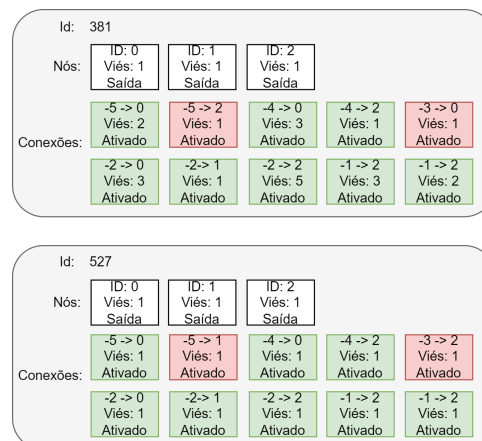 Id: 381
Nós:
ID: 0 ID: 1 ID: 2
Viés: 1 Viés: 1 Viés: 1
Saída Saída Saída
Conexões:
-5 -> 0 -5 -> 2 -4 -> 0 -4 -> 2 -3 -> 0
Viés: 2 Viés: 1 Viés: 3 Viés: 1 Viés: 1
Ativado Ativado Ativado Ativado Ativado
-2 -> 0 -2-> 1 -2 -> 2 -1 -> 2 -1 -> 2
Viés: 3 Viés: 1 Viés: 5 Viés: 3 Viés: 2
Ativado Ativado Ativado Ativado Ativado
Id: 527
Nós:
ID: 0 ID: 1 ID: 2
Viés: 1 Viés: 1 Viés: 1
Saída Saída Saída
Conexões:
-5 -> 0 -5 -> 1 -4 -> 0 -4 -> 2 -3 -> 2
Viés: 1 Viés: 1 Viés: 1 Viés: 1 Viés: 1
Ativado Ativado Ativado Ativado Ativado
-2 -> 0 -2-> 1 -2 -> 2 -1 -> 2 -1 -> 2
Viés: 1 Viés: 1 Viés: 1 Viés: 1 Viés: 1
Ativado Ativado Ativado Ativado Ativado